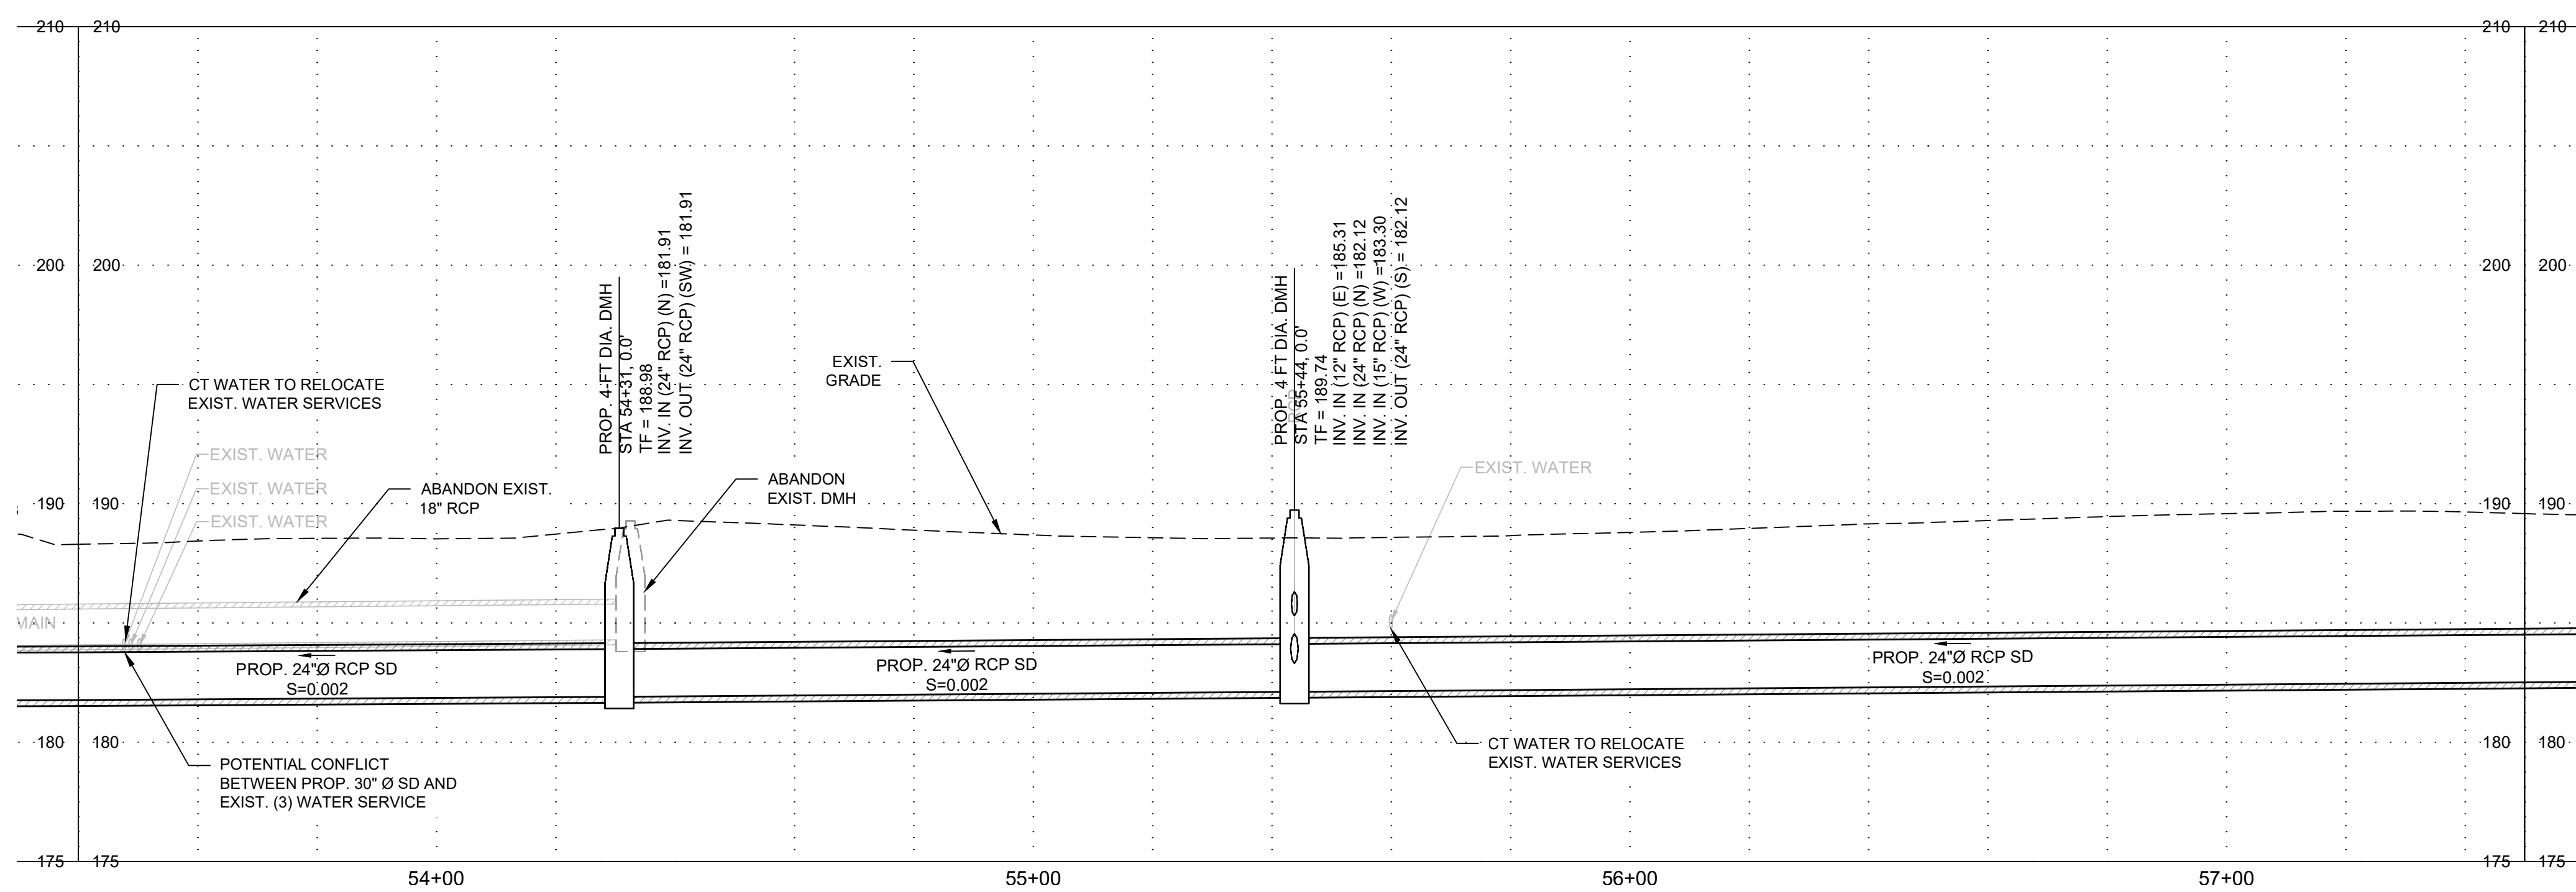 210 210 210 210
200 200 200 200
190 190 190 190
180 180 180 180
175 175 175 175
CT WATER TO RELOCATE
EXIST. WATER SERVICES
EXIST. WATER
EXIST. WATER
EXIST. WATER
ABANDON EXIST.
18" RCP
MAIN
PROP. 24"Ø RCP SD
S=0.002
POTENTIAL CONFLICT
BETWEEN PROP. 30" Ø SD AND
EXIST. (3) WATER SERVICE
PROP. 4-FT DIA. DMH
STA 54+31, 0.0'
TF = 188.98
INV. IN (24" RCP) (N) =181.91
INV. OUT (24" RCP) (SW) = 181.91
ABANDON
EXIST. DMH
EXIST.
GRADE
PROP. 24"Ø RCP SD
S=0.002
PROP. 4 FT DIA. DMH
STA 55+44, 0.0'
TF = 189.74
INV. IN (12" RCP) (E) =185.31
INV. IN (24" RCP) (N) =182.12
INV. IN (15" RCP) (W) =183.30
INV. OUT (24" RCP) (S) = 182.12
EXIST. WATER
CT WATER TO RELOCATE
EXIST. WATER SERVICES
PROP. 24"Ø RCP SD
S=0.002
54+00 55+00 56+00 57+00